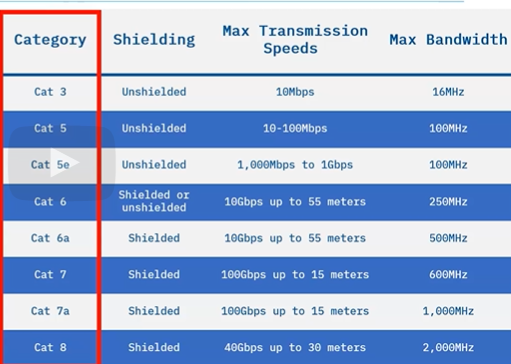 Category Shielding Max Transmission Speeds Max Bandwidth
Cat 3 Unshielded 10Mbps 16MHz
Cat 5 Unshielded 10-100Mbps 100MHz
Cat 5e Unshielded 1,000Mbps to 1Gbps 100MHz
Cat 6 Shielded or unshielded 10Gbps up to 55 meters 250MHz
Cat 6a Shielded 10Gbps up to 55 meters 500MHz
Cat 7 Shielded 100Gbps up to 15 meters 600MHz
Cat 7a Shielded 100Gbps up to 15 meters 1,000MHz
Cat 8 Shielded 40Gbps up to 30 meters 2,000MHz